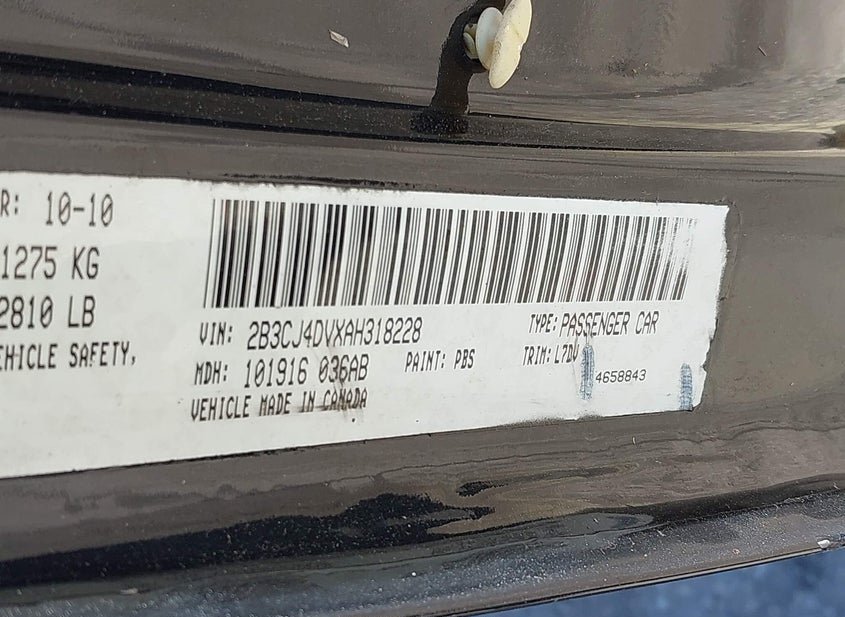 R: 10-10
1275 KG
2810 LB
EHICLE SAFETY,
VIN: 2B3CJ4DVXAH318228
TYPE: PASSENGER CAR
MDH: 101916 036AB
PAINT: PBS
TRIM: L7DV
4658843
VEHICLE MADE IN CANADA